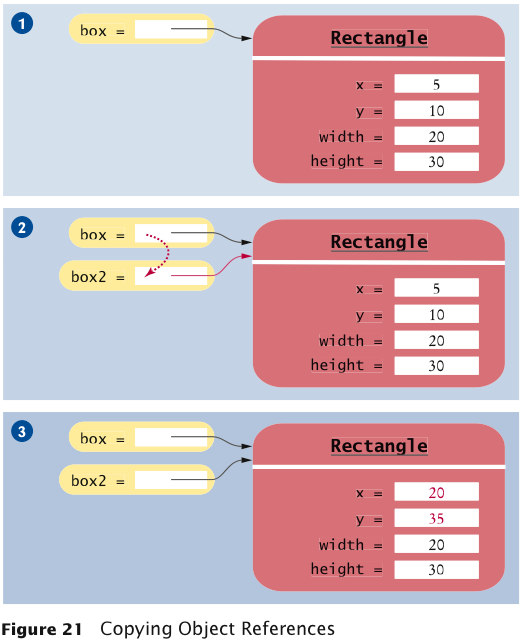 1
box =
Rectangle
x = 5
y = 10
width = 20
height = 30
2
box =
box2 =
Rectangle
x = 5
y = 10
width = 20
height = 30
3
box =
box2 =
Rectangle
x = 20
y = 35
width = 20
height = 30
Figure 21 Copying Object References